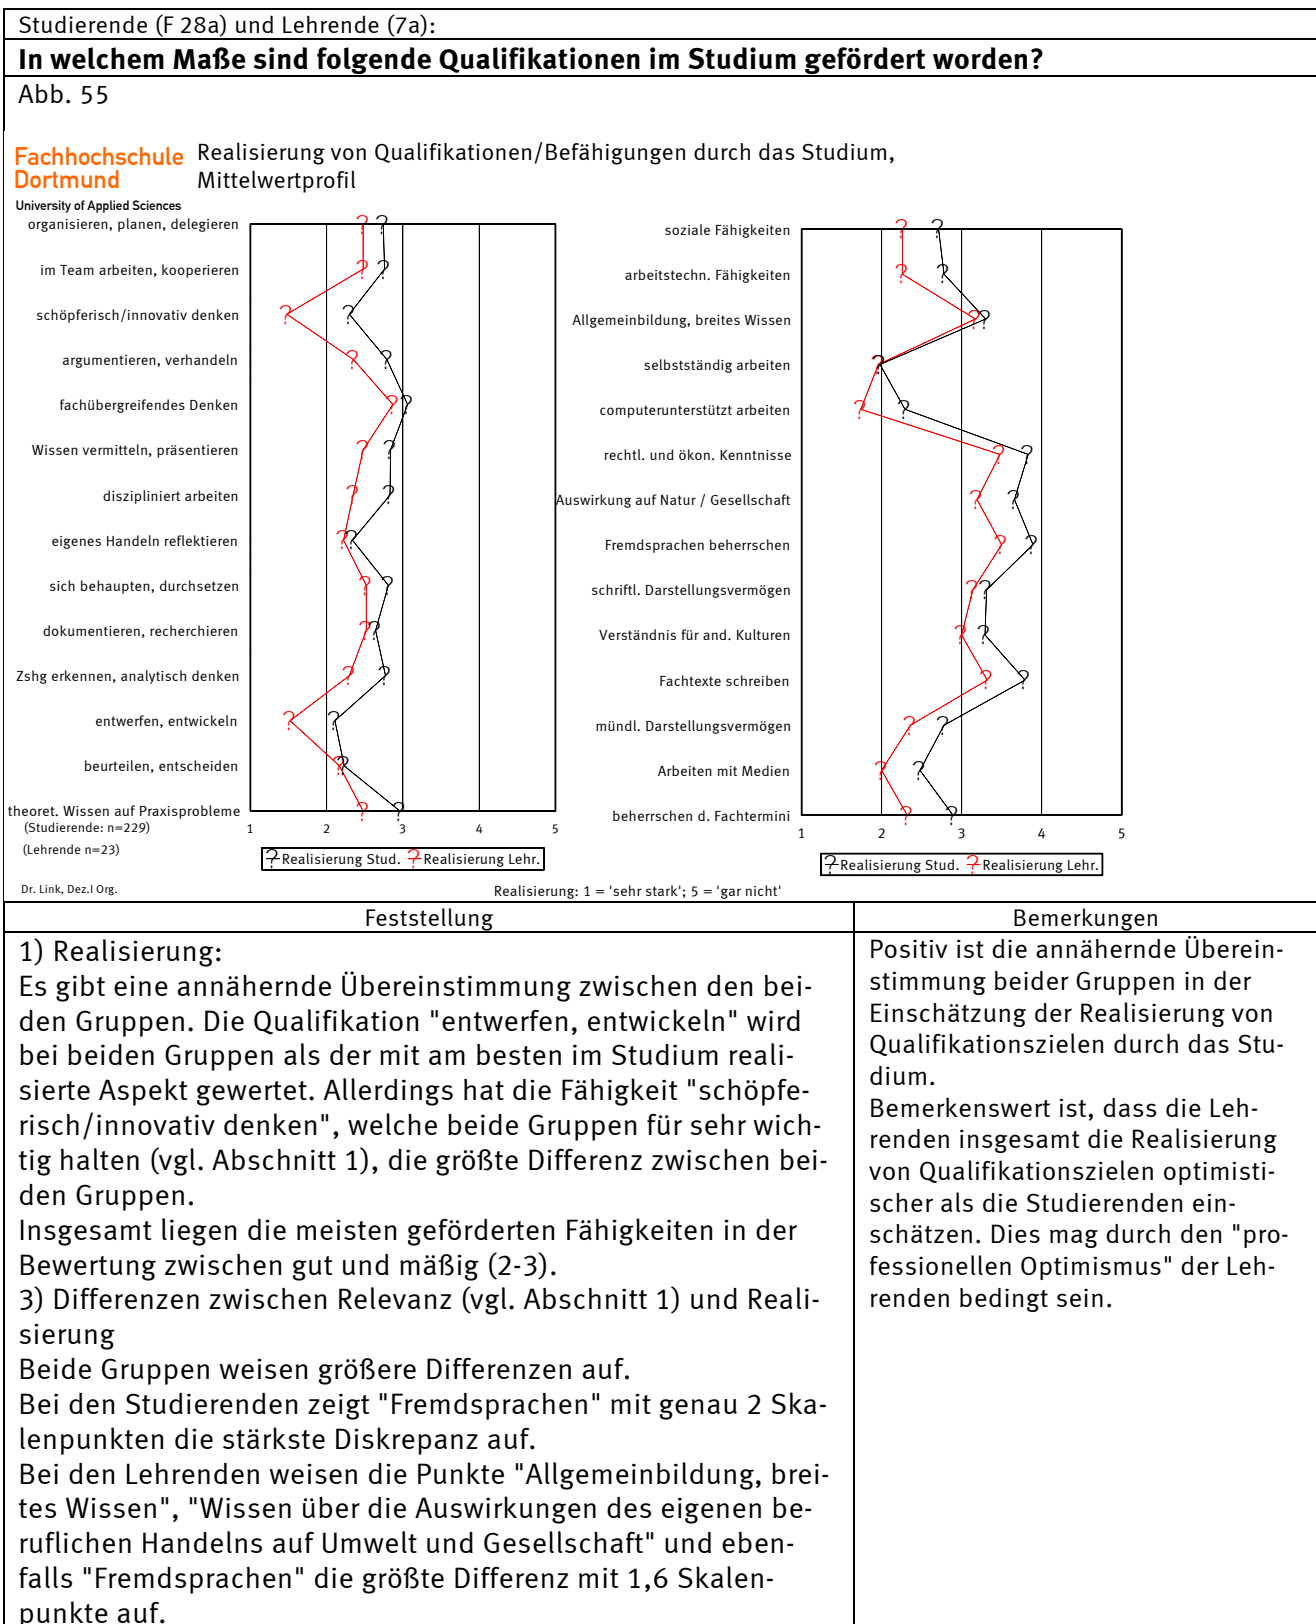 Studierende (F 28a) und Lehrende (7a):
In welchem Maße sind folgende Qualifikationen im Studium gefördert worden?
Abb. 55
Fachhochschule
Dortmund
University of Applied Sciences
Realisierung von Qualifikationen/Befähigungen durch das Studium,
Mittelwertprofil
organisieren, planen, delegieren
im Team arbeiten, kooperieren
schöpferisch/innovativ denken
argumentieren, verhandeln
fachübergreifendes Denken
Wissen vermitteln, präsentieren
diszipliniert arbeiten
eigenes Handeln reflektieren
sich behaupten, durchsetzen
dokumentieren, recherchieren
Zshg erkennen, analytisch denken
entwerfen, entwickeln
beurteilen, entscheiden
theoret. Wissen auf Praxisprobleme
(Studierende: n=229)
(Lehrende n=23)
1 2 3 4 5
Realisierung Stud. Realisierung Lehr.
soziale Fähigkeiten
arbeitstechn. Fähigkeiten
Allgemeinbildung, breites Wissen
selbstständig arbeiten
computerunterstützt arbeiten
rechtl. und ökon. Kenntnisse
Auswirkung auf Natur / Gesellschaft
Fremdsprachen beherrschen
schriftl. Darstellungsvermögen
Verständnis für and. Kulturen
Fachtexte schreiben
mündl. Darstellungsvermögen
Arbeiten mit Medien
beherrschen d. Fachtermini
1 2 3 4 5
Realisierung Stud. Realisierung Lehr.
Dr. Link, Dez.I Org.
Realisierung: 1 = 'sehr stark'; 5 = 'gar nicht'
Feststellung
1) Realisierung:
Es gibt eine annähernde Übereinstimmung zwischen den bei-
den Gruppen. Die Qualifikation "entwerfen, entwickeln" wird
bei beiden Gruppen als der mit am besten im Studium reali-
sierte Aspekt gewertet. Allerdings hat die Fähigkeit "schöpfe-
risch/innovativ denken", welche beide Gruppen für sehr wich-
tig halten (vgl. Abschnitt 1), die größte Differenz zwischen bei-
den Gruppen.
Insgesamt liegen die meisten geförderten Fähigkeiten in der
Bewertung zwischen gut und mäßig (2-3).
3) Differenzen zwischen Relevanz (vgl. Abschnitt 1) und Reali-
sierung
Beide Gruppen weisen größere Differenzen auf.
Bei den Studierenden zeigt "Fremdsprachen" mit genau 2 Ska-
lenpunkten die stärkste Diskrepanz auf.
Bei den Lehrenden weisen die Punkte "Allgemeinbildung, brei-
tes Wissen", "Wissen über die Auswirkungen des eigenen be-
ruflichen Handelns auf Umwelt und Gesellschaft" und eben-
falls "Fremdsprachen" die größte Differenz mit 1,6 Skalen-
punkte auf.
Bemerkungen
Positiv ist die annähernde Überein-
stimmung beider Gruppen in der
Einschätzung der Realisierung von
Qualifikationszielen durch das Stu-
dium.
Bemerkenswert ist, dass die Leh-
renden insgesamt die Realisierung
von Qualifikationszielen optimisti-
scher als die Studierenden ein-
schätzen. Dies mag durch den "pro-
fessionellen Optimismus" der Leh-
renden bedingt sein.